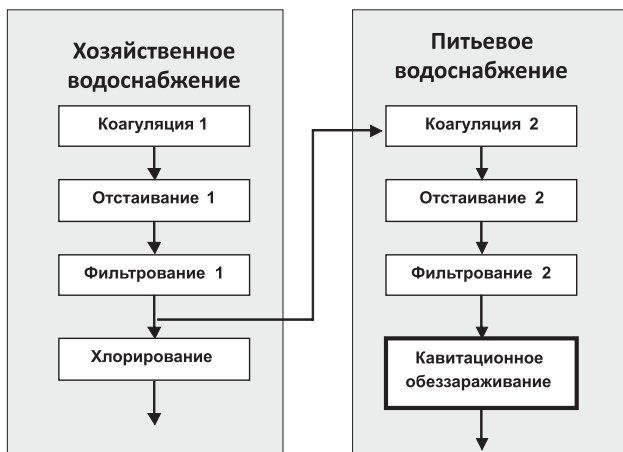 Хозяйственное
водоснабжение
Коагуляция 1
Отстаивание 1
Фильтрование 1
Хлорирование
Питьевое
водоснабжение
Коагуляция 2
Отстаивание 2
Фильтрование 2
Кавитационное
обеззараживание